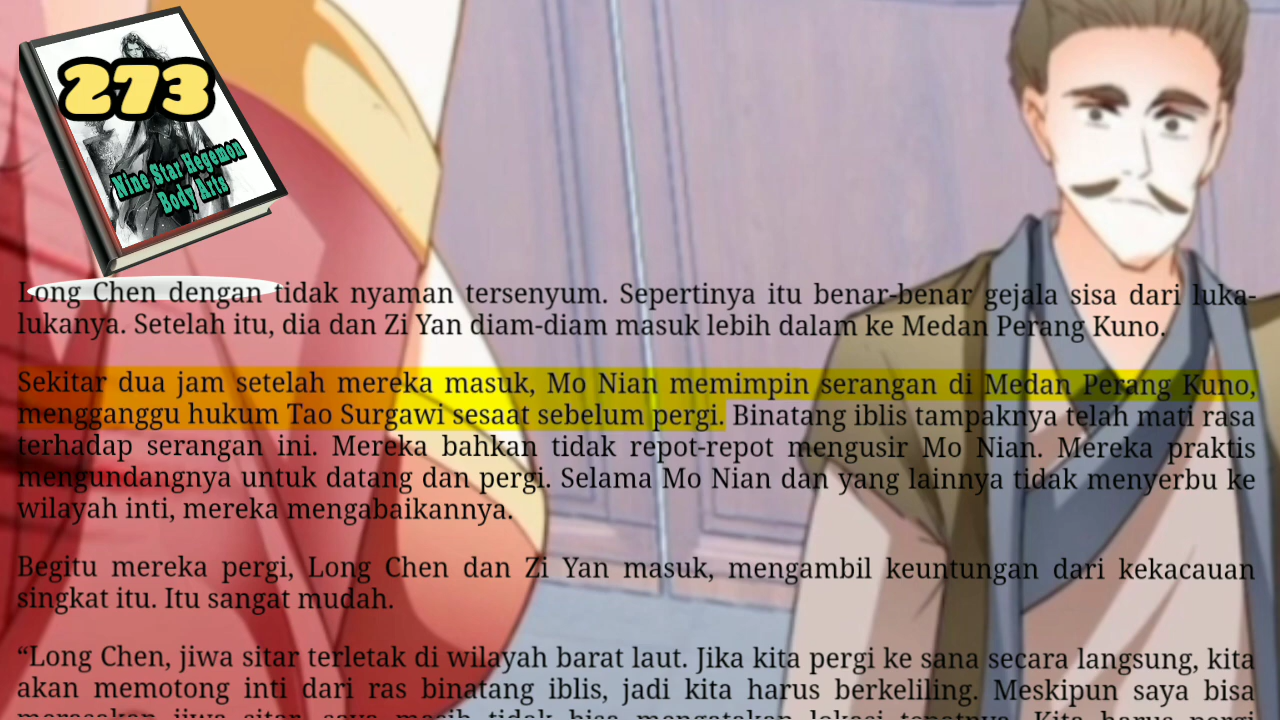 273
Nine Star Hegemon
Body Arts
Long Chen dengan tidak nyaman tersenyum. Sepertinya itu benar-benar gejala sisa dari luka-
lukanya. Setelah itu, dia dan Zi Yan diam-diam masuk lebih dalam ke Medan Perang Kuno.
Sekitar dua jam setelah mereka masuk, Mo Nian memimpin serangan di Medan Perang Kuno,
mengganggu hukum Tao Surgawi sesaat sebelum pergi. Binatang iblis tampaknya telah mati rasa
terhadap serangan ini. Mereka bahkan tidak repot-repot mengusir Mo Nian. Mereka praktis
mengundangnya untuk datang dan pergi. Selama Mo Nian dan yang lainnya tidak menyerbu ke
wilayah inti, mereka mengabaikannya.
Begitu mereka pergi, Long Chen dan Zi Yan masuk, mengambil keuntungan dari kekacauan
singkat itu. Itu sangat mudah.
“Long Chen, jiwa sitar terletak di wilayah barat laut. Jika kita pergi ke sana secara langsung, kita
akan memotong inti dari ras binatang iblis, jadi kita harus berkeliling. Meskipun saya bisa